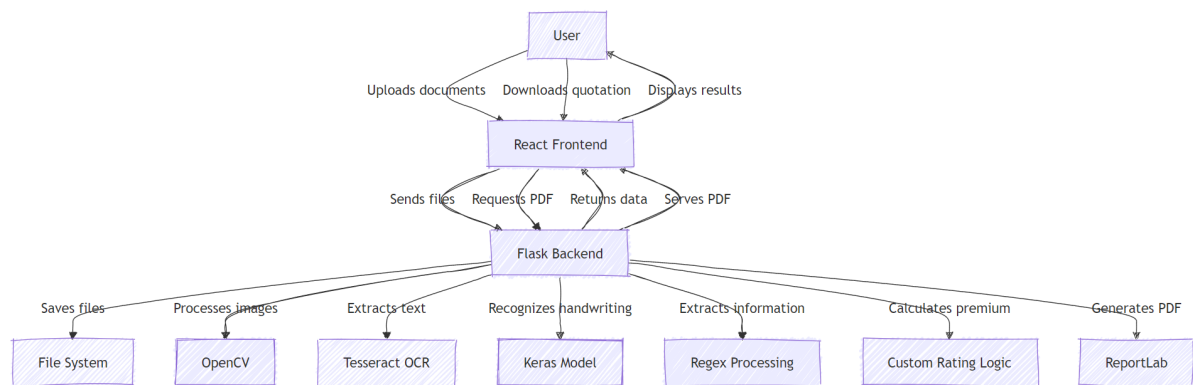 User
Uploads documents Downloads quotation Displays results
React Frontend
Sends files Requests PDF Returns data Serves PDF
Flask Backend
Saves files Processes images Extracts text Recognizes handwriting Extracts information Calculates premium Generates PDF
File System OpenCV Tesseract OCR Keras Model Regex Processing Custom Rating Logic ReportLab